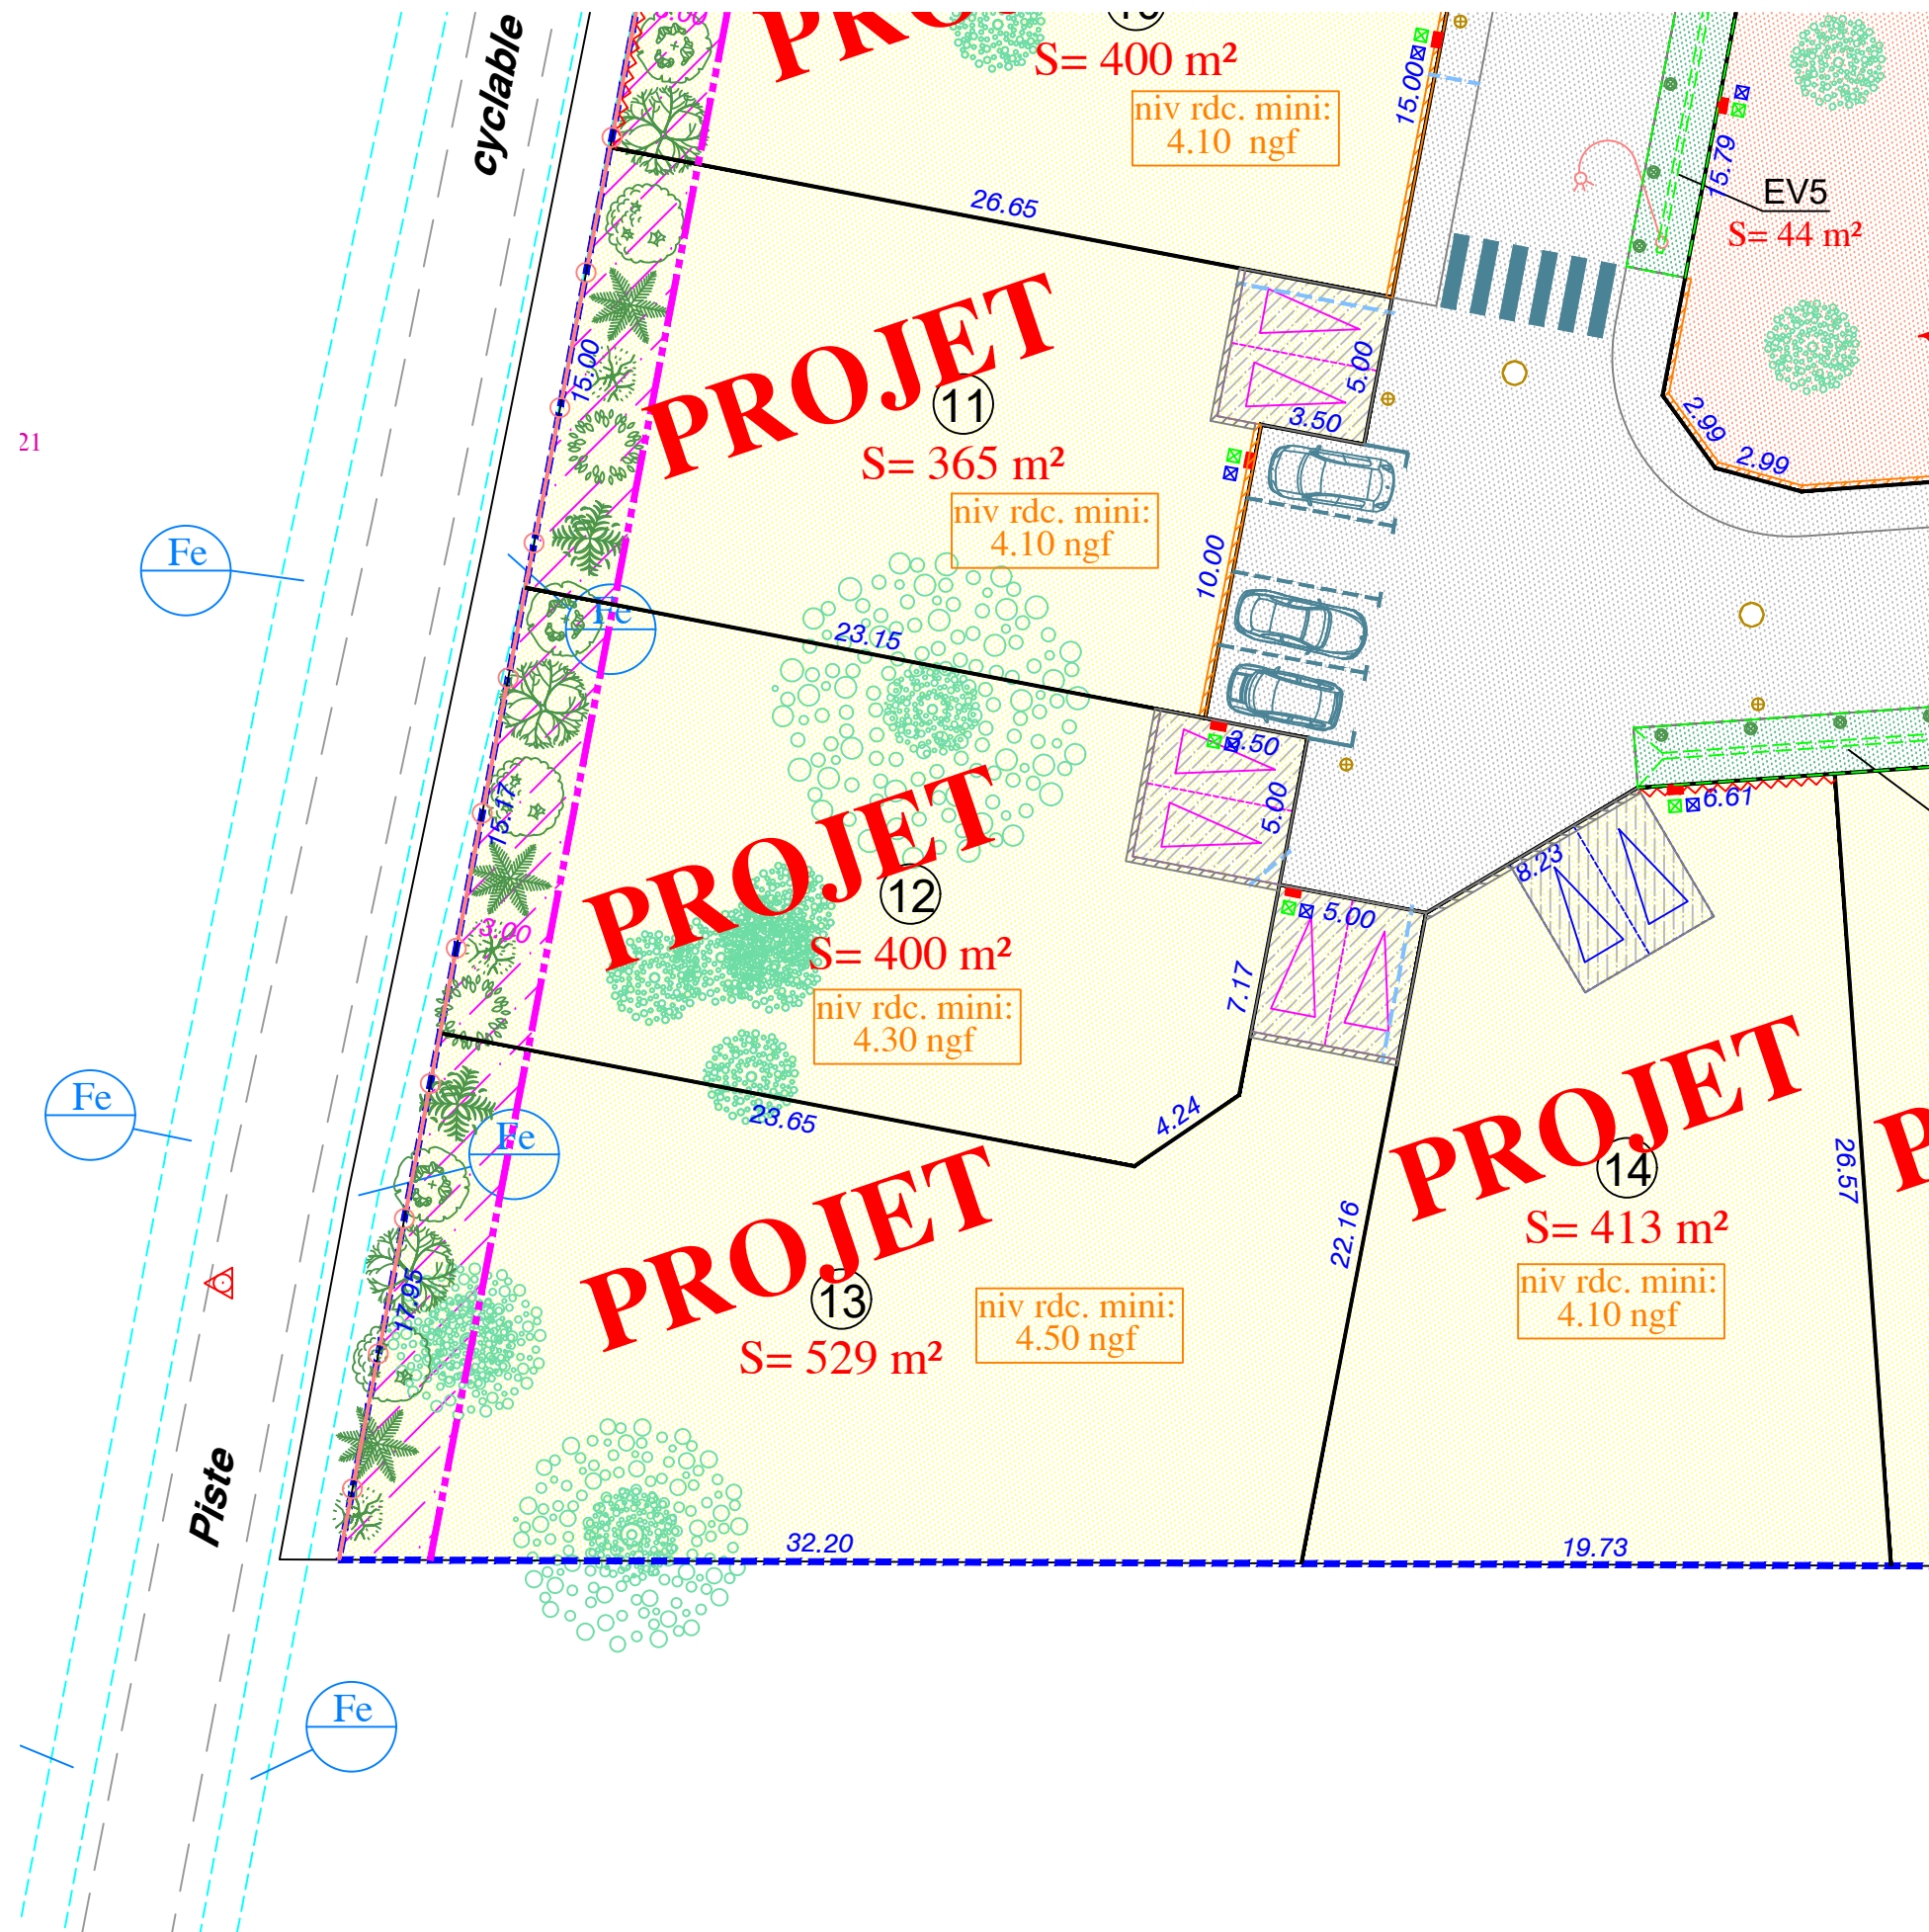 3.00
cyclable
S= 400 m²
niv rdc. mini:
4.10 ngf
15.00
15.79
EV5
S= 44 m²
26.65
15.00
PROJET
11
S= 365 m²
niv rdc. mini:
4.10 ngf
5.00
3.50
2.99
2.99
21
Fe
Fe
10.00
23.15
3.50
5.00
6.61
8.23
15.17
PROJET
12
S= 400 m²
niv rdc. mini:
4.30 ngf
3.00
5.00
7.17
Fe
Fe
23.65
4.24
PROJET
13
S= 529 m²
niv rdc. mini:
4.50 ngf
17.95
22.16
PROJET
14
S= 413 m²
niv rdc. mini:
4.10 ngf
26.57
Piste
32.20
19.73
Fe